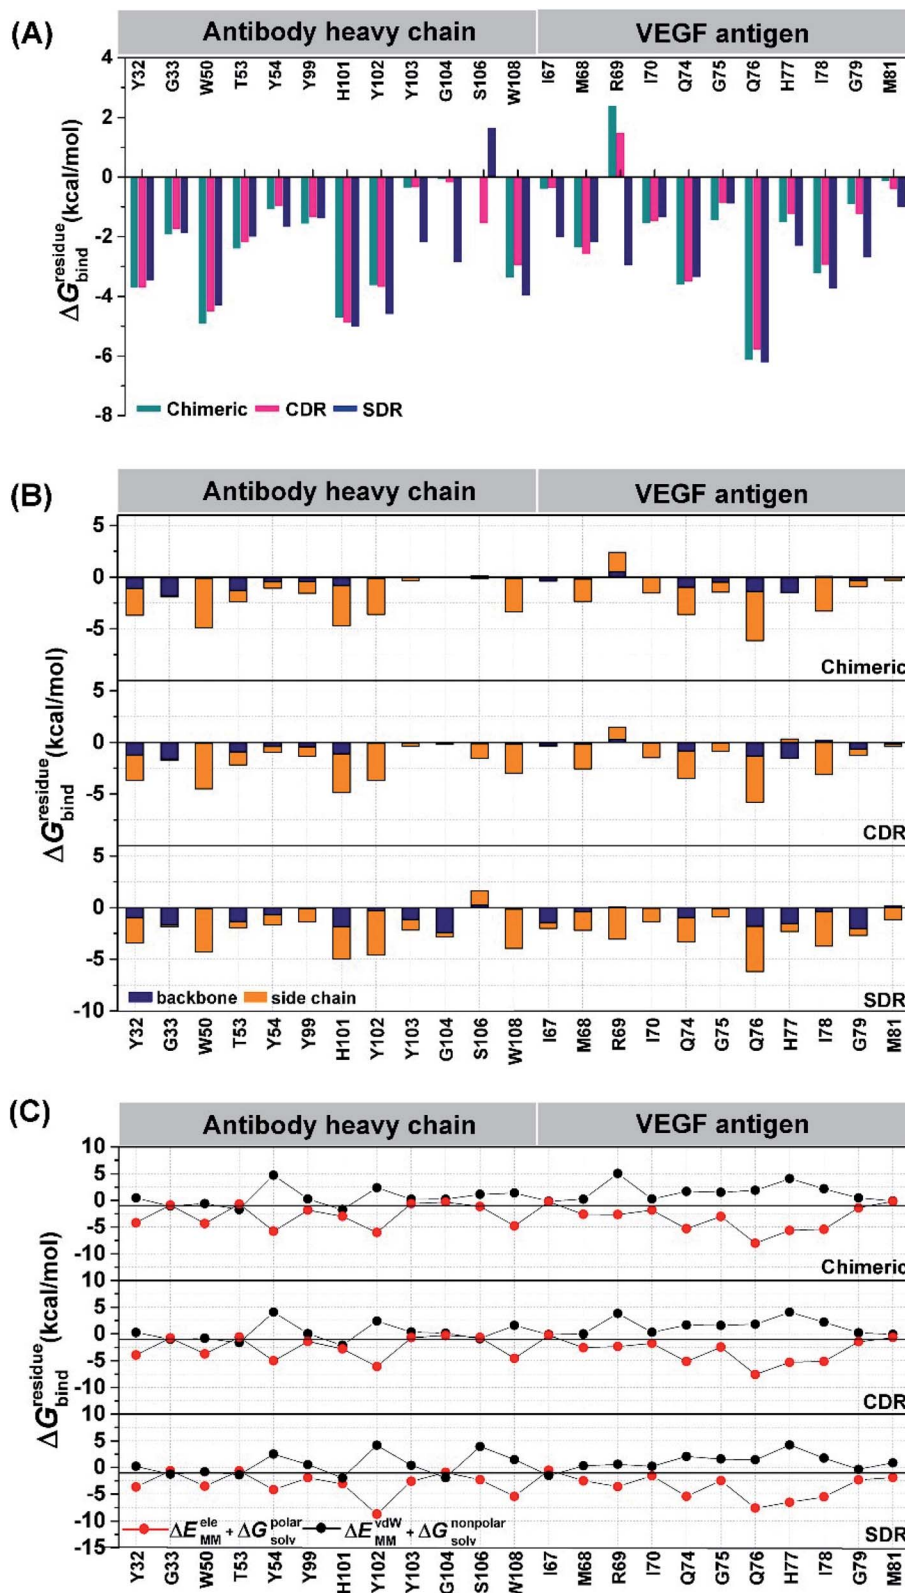 (A)
Antibody heavy chain VEGF antigen
4
Y32 G33 W50 T53 Y54 Y99 H101 Y102 Y103 G104 S106 W108 I67 M68 R69 I70 Q74 G75 Q76 H77 I78 G79 M81
2
0
-2
-4
-6
-8
ΔG residue bind (kcal/mol)
Chimeric CDR SDR
(B)
Antibody heavy chain VEGF antigen
5
0
-5
Chimeric
5
0
-5
CDR
5
0
-5
-10
SDR
ΔG residue bind (kcal/mol)
backbone side chain
Y32 G33 W50 T53 Y54 Y99 H101 Y102 Y103 G104 S106 W108 I67 M68 R69 I70 Q74 G75 Q76 H77 I78 G79 M81
(C)
Antibody heavy chain VEGF antigen
10
5
0
-5
-10
Chimeric
10
5
0
-5
-10
CDR
10
5
0
-5
-10
-15
SDR
ΔG residue bind (kcal/mol)
ΔE ele MM + ΔG polar solv ΔE vdW MM + ΔG nonpolar solv
Y32 G33 W50 T53 Y54 Y99 H101 Y102 Y103 G104 S106 W108 I67 M68 R69 I70 Q74 G75 Q76 H77 I78 G79 M81